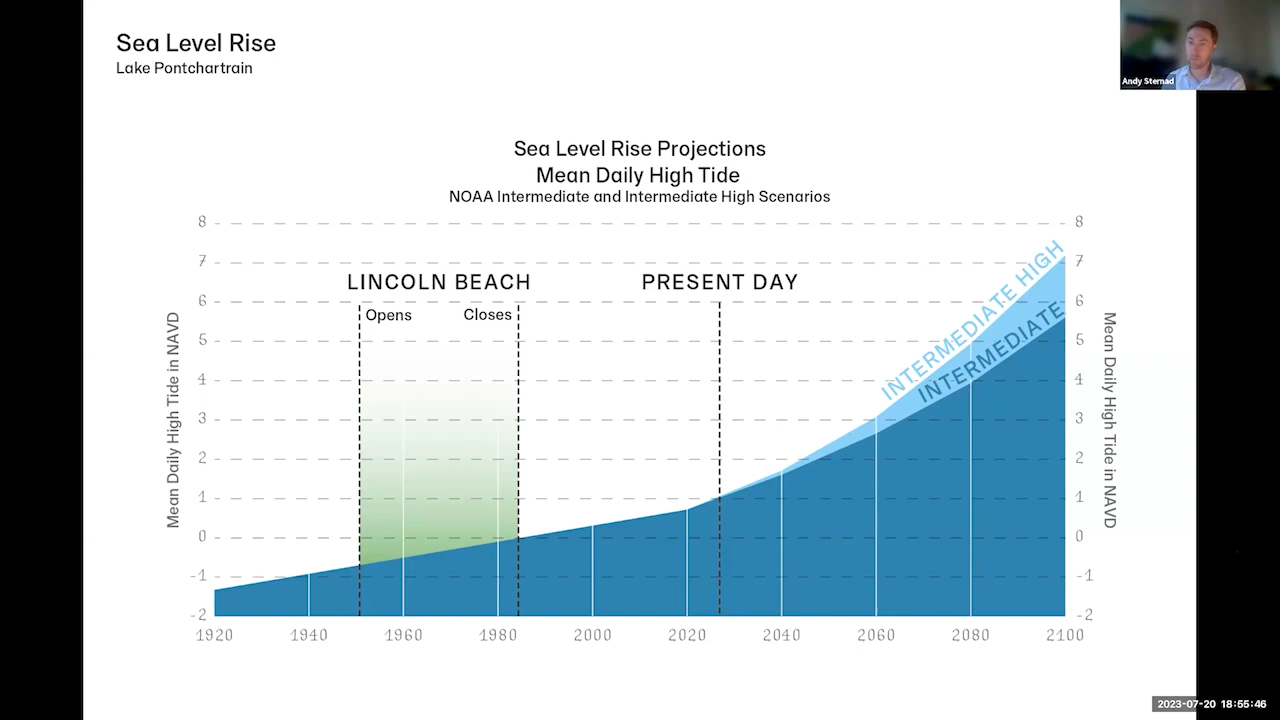 Sea Level Rise
Lake Pontchartrain
Andy Sternad
Sea Level Rise Projections
Mean Daily High Tide
NOAA Intermediate and Intermediate High Scenarios
8 8
7 7
6 6
5 5
4 4
3 3
2 2
1 1
0 0
-1 -1
-2 -2
Mean Daily High Tide in NAVD
LINCOLN BEACH
Opens Closes
PRESENT DAY
INTERMEDIATE HIGH
INTERMEDIATE
Mean Daily High Tide in NAVD
1920 1940 1960 1980 2000 2020 2040 2060 2080 2100
2023-07-20 18:55:46